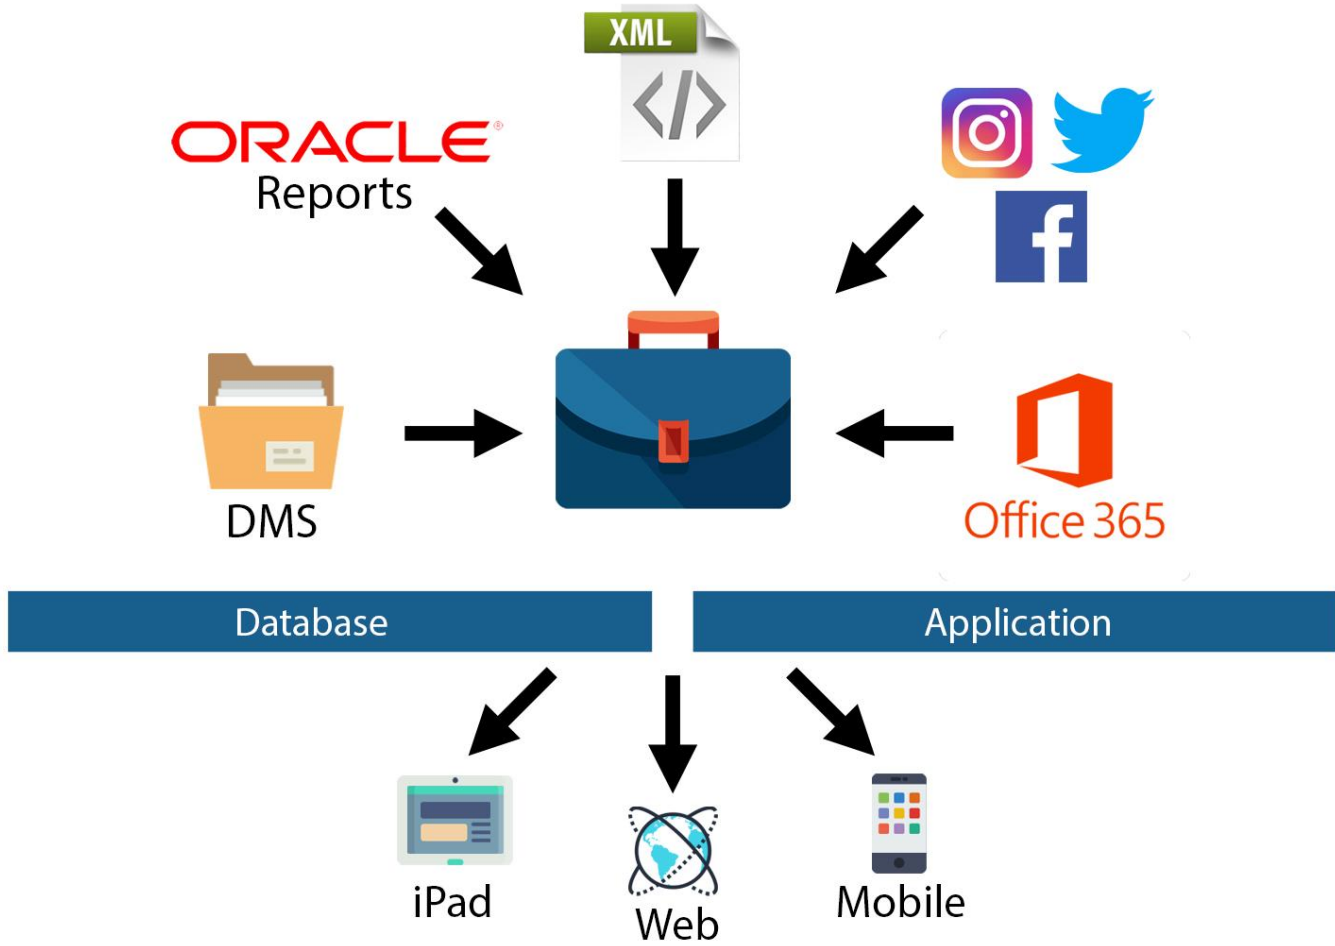 XML
</>
ORACLE®
Reports
f
DMS
Office 365
Database
Application
iPad
Web
Mobile